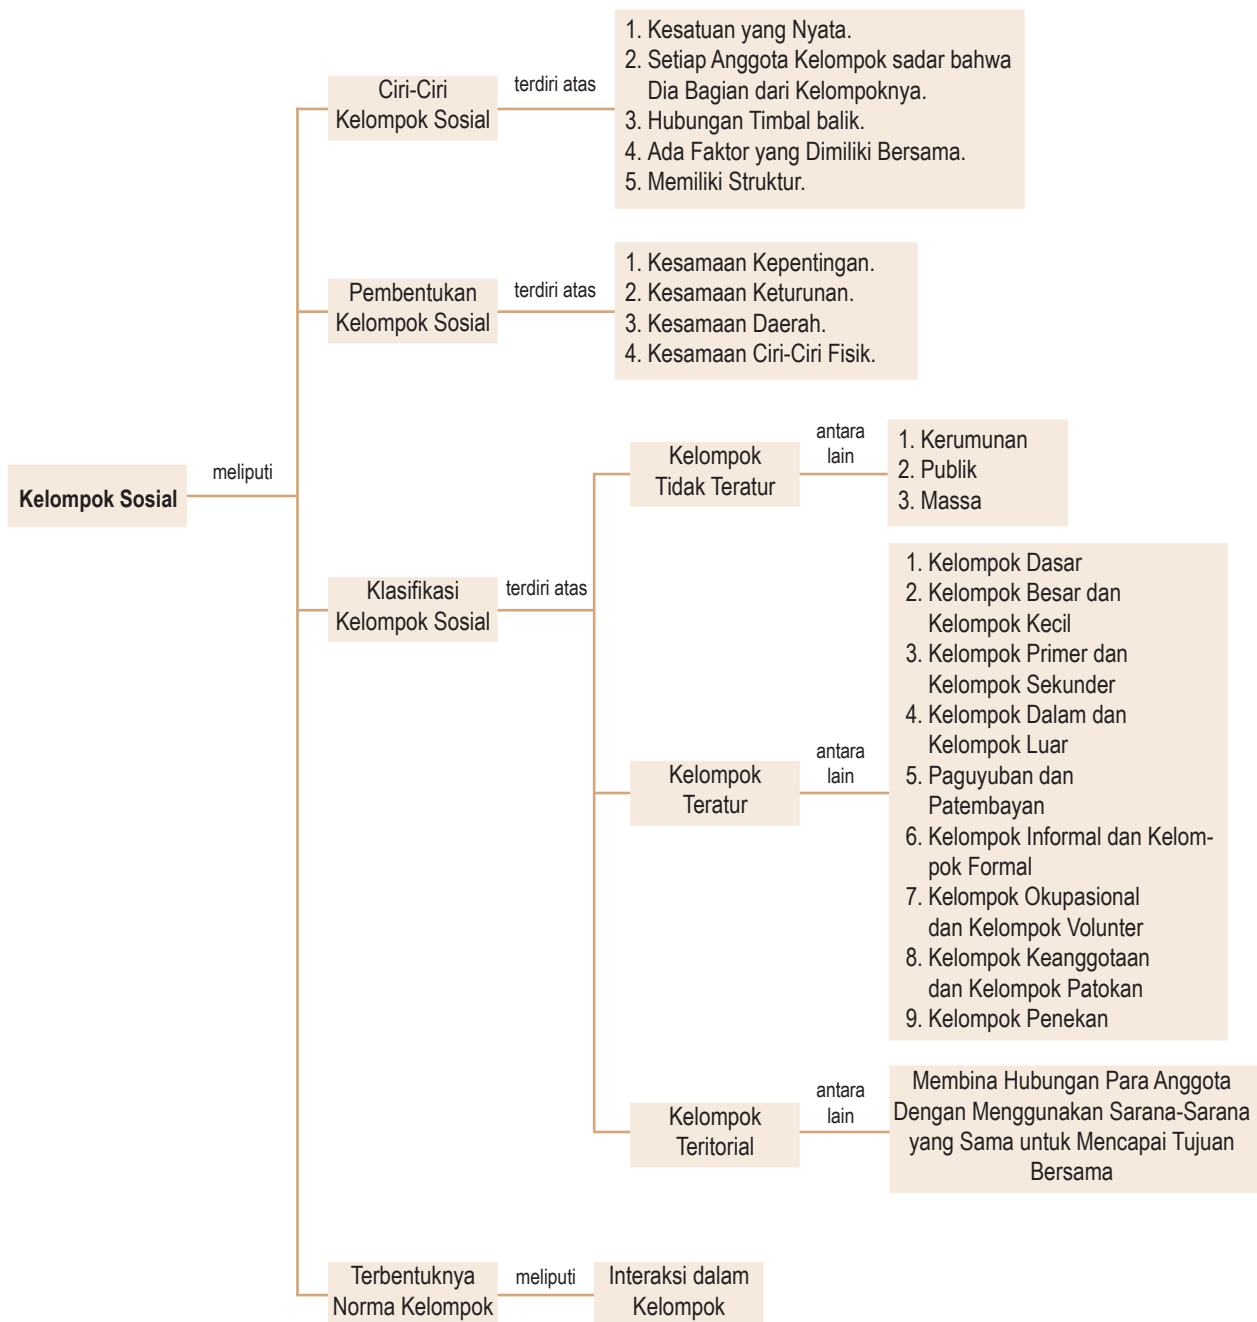 Kelompok Sosial
meliputi
Ciri-Ciri
Kelompok Sosial
terdiri atas
1. Kesatuan yang Nyata.
2. Setiap Anggota Kelompok sadar bahwa
Dia Bagian dari Kelompoknya.
3. Hubungan Timbal balik.
4. Ada Faktor yang Dimiliki Bersama.
5. Memiliki Struktur.
Pembentukan
Kelompok Sosial
terdiri atas
1. Kesamaan Kepentingan.
2. Kesamaan Keturunan.
3. Kesamaan Daerah.
4. Kesamaan Ciri-Ciri Fisik.
Klasifikasi
Kelompok Sosial
terdiri atas
Kelompok
Tidak Teratur
antara
lain
1. Kerumunan
2. Publik
3. Massa
Kelompok
Teratur
antara
lain
1. Kelompok Dasar
2. Kelompok Besar dan
Kelompok Kecil
3. Kelompok Primer dan
Kelompok Sekunder
4. Kelompok Dalam dan
Kelompok Luar
5. Paguyuban dan
Patembayan
6. Kelompok Informal dan Kelom-
pok Formal
7. Kelompok Okupasional
dan Kelompok Volunter
8. Kelompok Keanggotaan
dan Kelompok Patokan
9. Kelompok Penekan
Kelompok
Teritorial
antara
lain
Membina Hubungan Para Anggota
Dengan Menggunakan Sarana-Sarana
yang Sama untuk Mencapai Tujuan
Bersama
Terbentuknya
Norma Kelompok
meliputi
Interaksi dalam
Kelompok